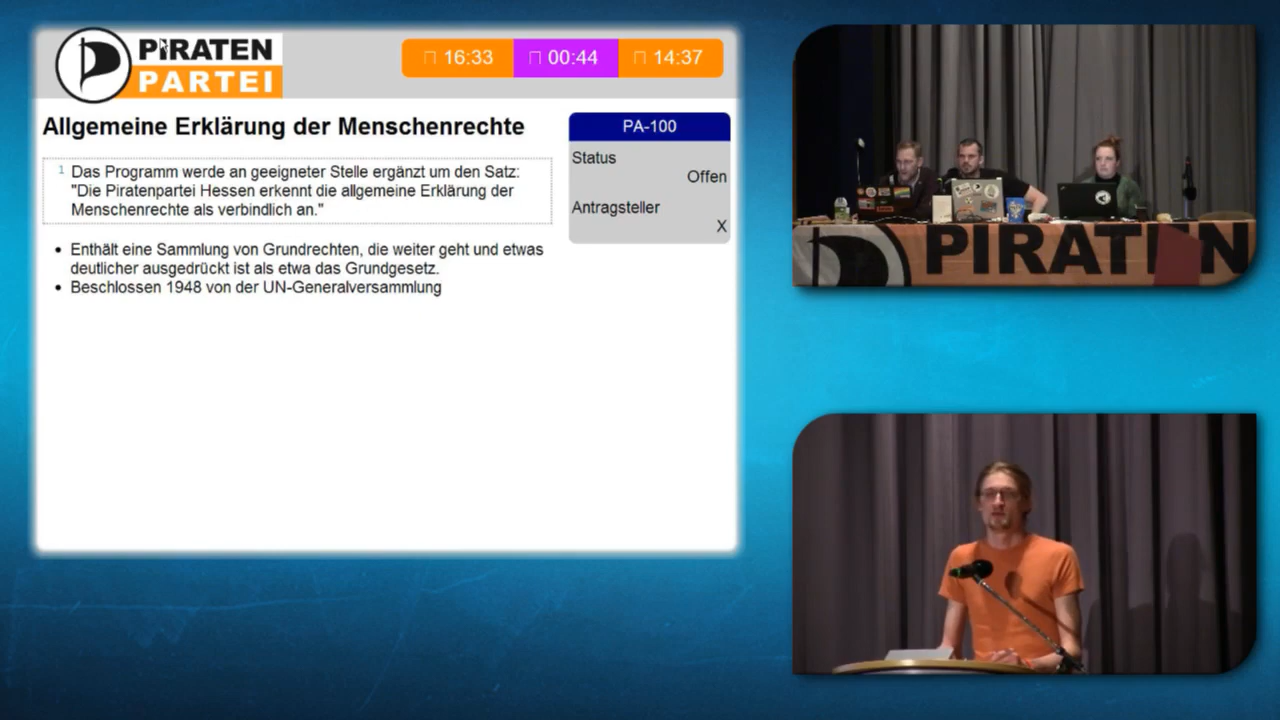 PIRATEN
PARTEI
16:33
00:44
14:37
Allgemeine Erklärung der Menschenrechte
1 Das Programm werde an geeigneter Stelle ergänzt um den Satz:
"Die Piratenpartei Hessen erkennt die allgemeine Erklärung der
Menschenrechte als verbindlich an."
• Enthält eine Sammlung von Grundrechten, die weiter geht und etwas
deutlicher ausgedrückt ist als etwa das Grundgesetz.
• Beschlossen 1948 von der UN-Generalversammlung
PA-100
Status
Offen
Antragsteller
X
PIRATEN